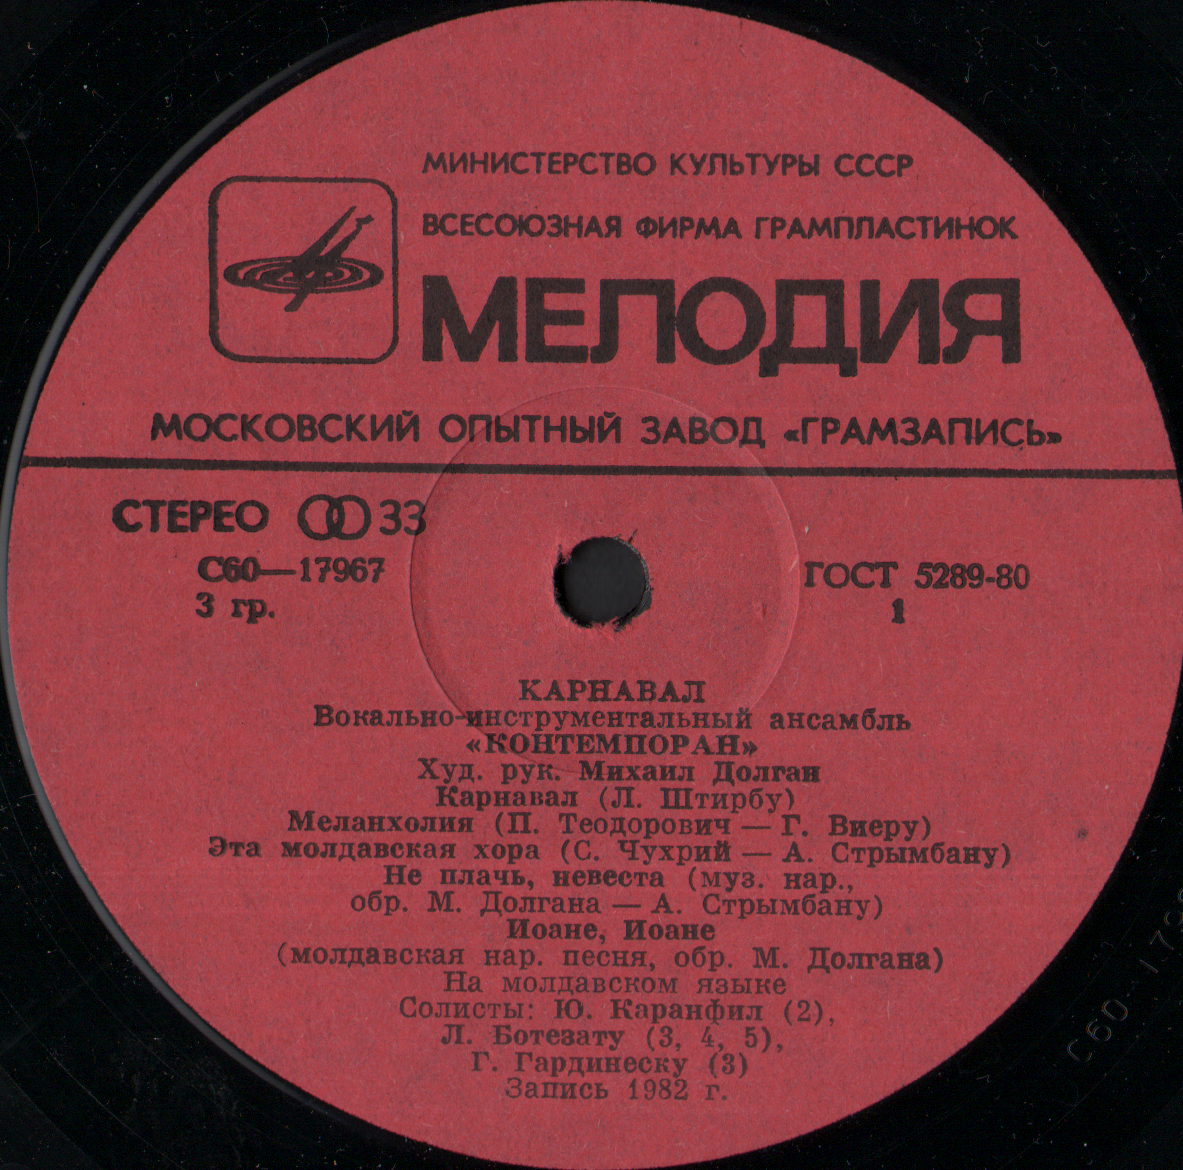 МИНИСТЕРСТВО КУЛЬТУРЫ СССР
ВСЕСОЮЗНАЯ ФИРМА ГРАМПЛАСТИНОК
МЕЛОДИЯ
МОСКОВСКИЙ ОПЫТНЫЙ ЗАВОД «ГРАМЗАПИСЬ»
СТЕРЕО 33
С60—17967
3 гр.
ГОСТ 5289-80
1
КАРНАВАЛ
Вокально-инструментальный ансамбль
«КОНТЕМПОРАН»
Худ. рук. Михаил Долган
Карнавал (Л. Штирбу)
Меланхолия (П. Теодорович — Г. Виеру)
Эта молдавская хора (С. Чухрий — А. Стрымбану)
Не плачь, невеста (муз. нар.,
обр. М. Долгана — А. Стрымбану)
Иоане, Иоане
(молдавская нар. песня, обр. М. Долгана)
На молдавском языке
Солисты: Ю. Каранфил (2),
Л. Ботезату (3, 4, 5),
Г. Гардинеску (3)
Запись 1982 г.
С60